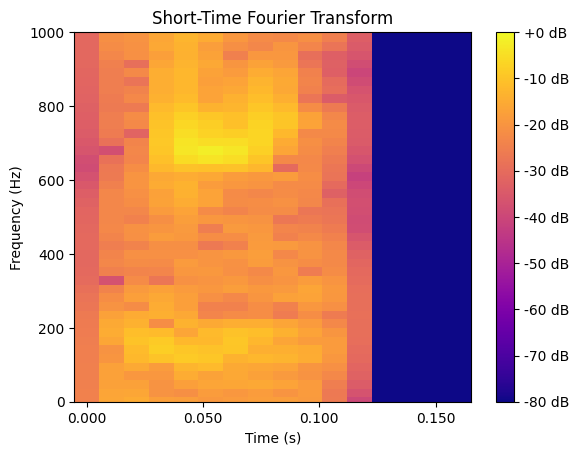 Short-Time Fourier Transform
Frequency (Hz)
1000
800
600
400
200
0
0.000
0.050
0.100
0.150
Time (s)
+0 dB
-10 dB
-20 dB
-30 dB
-40 dB
-50 dB
-60 dB
-70 dB
-80 dB